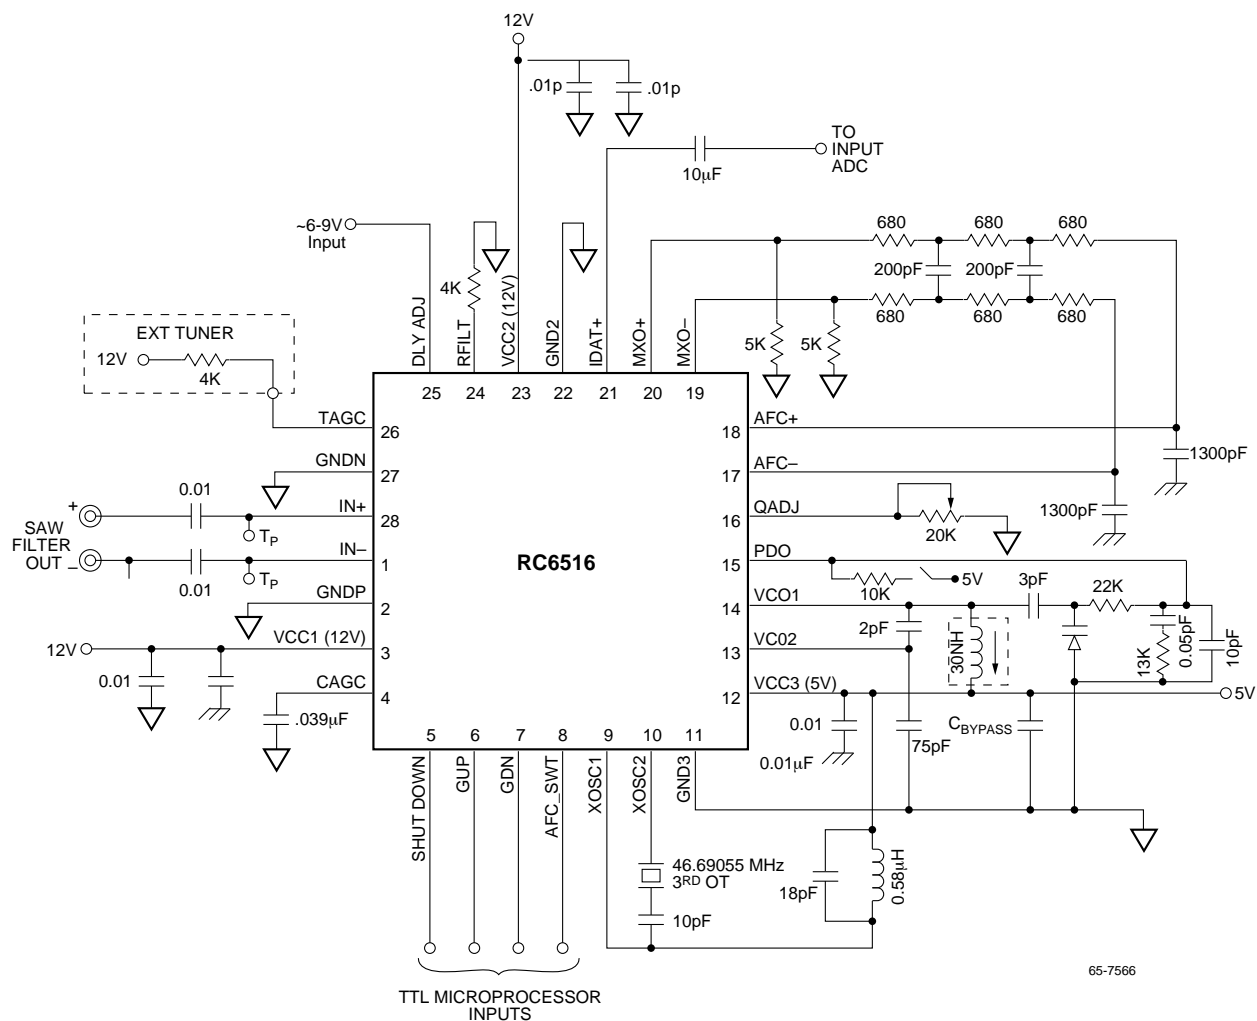 12V
.01p
.01p
10µF
TO
INPUT
ADC
~6-9V
Input
680
680
680
200pF
200pF
680
680
680
4K
5K
5K
DLY ADJ
RFILT
VCC2 (12V)
GND2
IDAT+
MXO+
MXO–
EXT TUNER
12V
4K
25
24
23
22
21
20
19
TAGC
26
18
AFC+
1300pF
GNDN
27
17
AFC–
1300pF
SAW
FILTER
OUT
+
–
0.01
TP
IN+
28
16
QADJ
20K
0.01
TP
IN–
1
RC6516
15
PDO
10K
5V
GNDP
2
14
VCO1
3pF
22K
2pF
30NH
13K
0.05pF
10pF
12V
VCC1 (12V)
3
13
VC02
0.01
CAGC
4
12
VCC3 (5V)
5V
.039µF
0.01
0.01µF
75pF
CBYPASS
5
6
7
8
9
10
11
SHUT DOWN
GUP
GDN
AFC_SWT
XOSC1
XOSC2
GND3
46.69055 MHz
3RD OT
10pF
18pF
0.58µH
TTL MICROPROCESSOR
INPUTS
65-7566